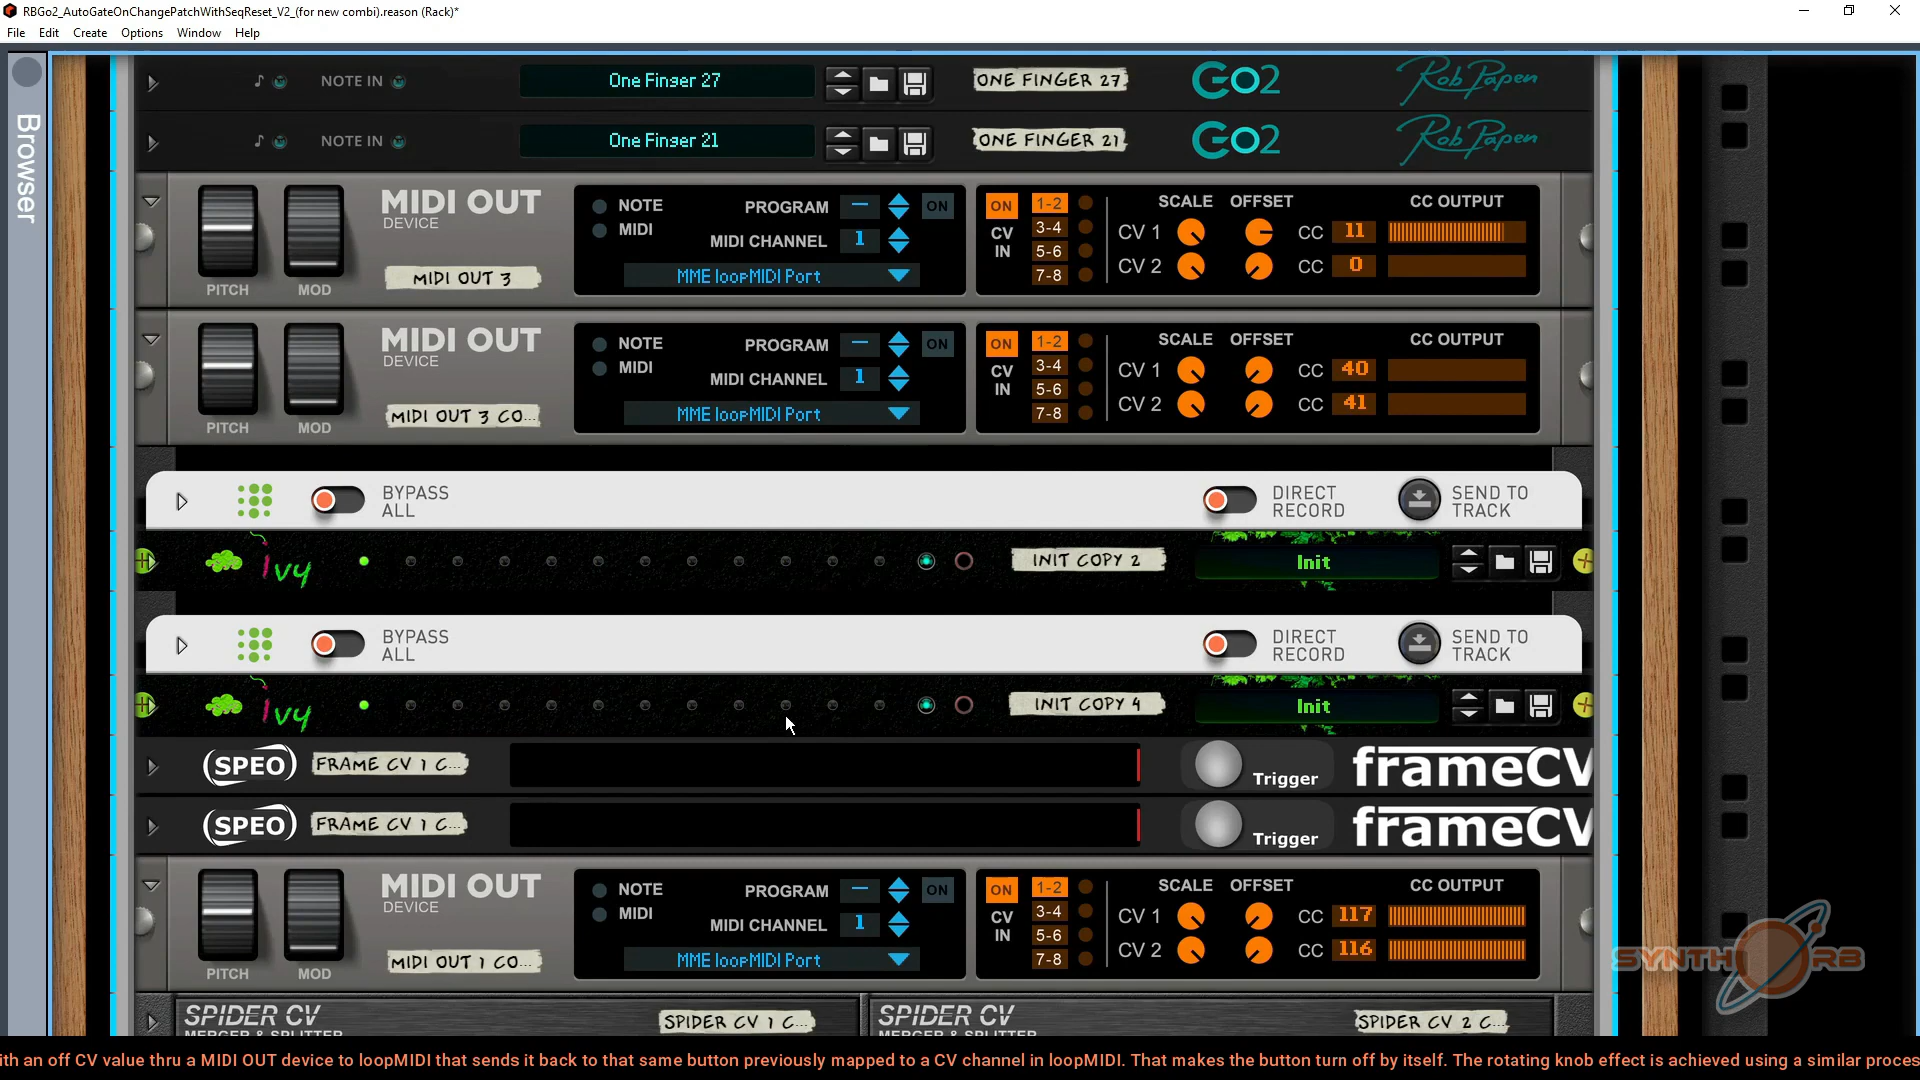 RBGo2_AutoGateOnChangePatchWithSeqReset_V2_(for new combi).reason (Rack)*
File Edit Create Options Window Help
Browser
NOTE IN One Finger 27 ONE FINGER 27 GO2 Rob Papen
NOTE IN One Finger 21 ONE FINGER 21 GO2 Rob Papen
MIDI OUT NOTE PROGRAM — ON ON 1-2 SCALE OFFSET CC OUTPUT
DEVICE MIDI MIDI CHANNEL 1 CV IN 3-4 CV 1 CC 11
5-6 CV 2 CC 0
PITCH MOD MIDI OUT 3 MME loopMIDI Port 7-8
MIDI OUT NOTE PROGRAM — ON ON 1-2 SCALE OFFSET CC OUTPUT
DEVICE MIDI MIDI CHANNEL 1 CV IN 3-4 CV 1 CC 40
5-6 CV 2 CC 41
PITCH MOD MIDI OUT 3 CO... MME loopMIDI Port 7-8
BYPASS ALL DIRECT RECORD SEND TO TRACK
Ivy INIT COPY 2 Init
BYPASS ALL DIRECT RECORD SEND TO TRACK
Ivy INIT COPY 4 Init
(SPEO) FRAME CV 1 C... Trigger frameCV
(SPEO) FRAME CV 1 C... Trigger frameCV
MIDI OUT NOTE PROGRAM — ON ON 1-2 SCALE OFFSET CC OUTPUT
DEVICE MIDI MIDI CHANNEL 1 CV IN 3-4 CV 1 CC 117
5-6 CV 2 CC 116
PITCH MOD MIDI OUT 1 CO... MME loopMIDI Port 7-8
SYNTH ORB
SPIDER CV SPIDER CV 1 C... SPIDER CV SPIDER CV 2 C...
MERGER & SPLITTER MERGER & SPLITTER
ith an off CV value thru a MIDI OUT device to loopMIDI that sends it back to that same button previously mapped to a CV channel in loopMIDI. That makes the button turn off by itself. The rotating knob effect is achieved using a similar proces